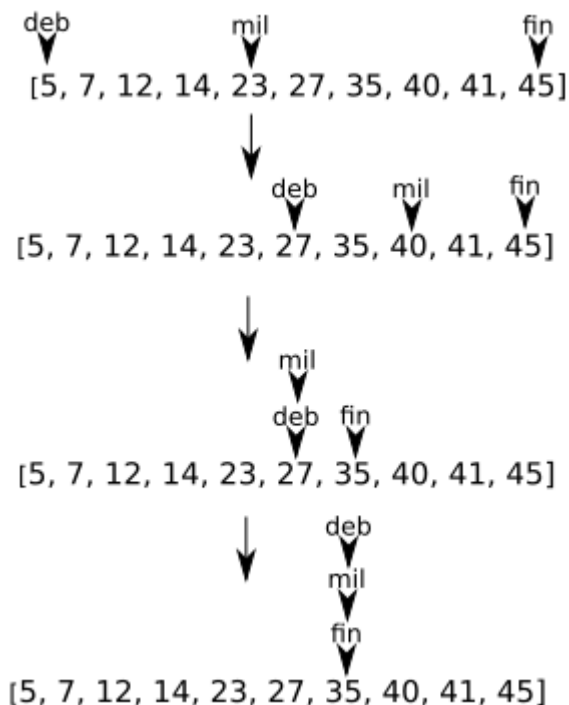 deb mil fin
[5, 7, 12, 14, 23, 27, 35, 40, 41, 45]
deb mil fin
[5, 7, 12, 14, 23, 27, 35, 40, 41, 45]
mil
deb fin
[5, 7, 12, 14, 23, 27, 35, 40, 41, 45]
deb
mil
fin
[5, 7, 12, 14, 23, 27, 35, 40, 41, 45]